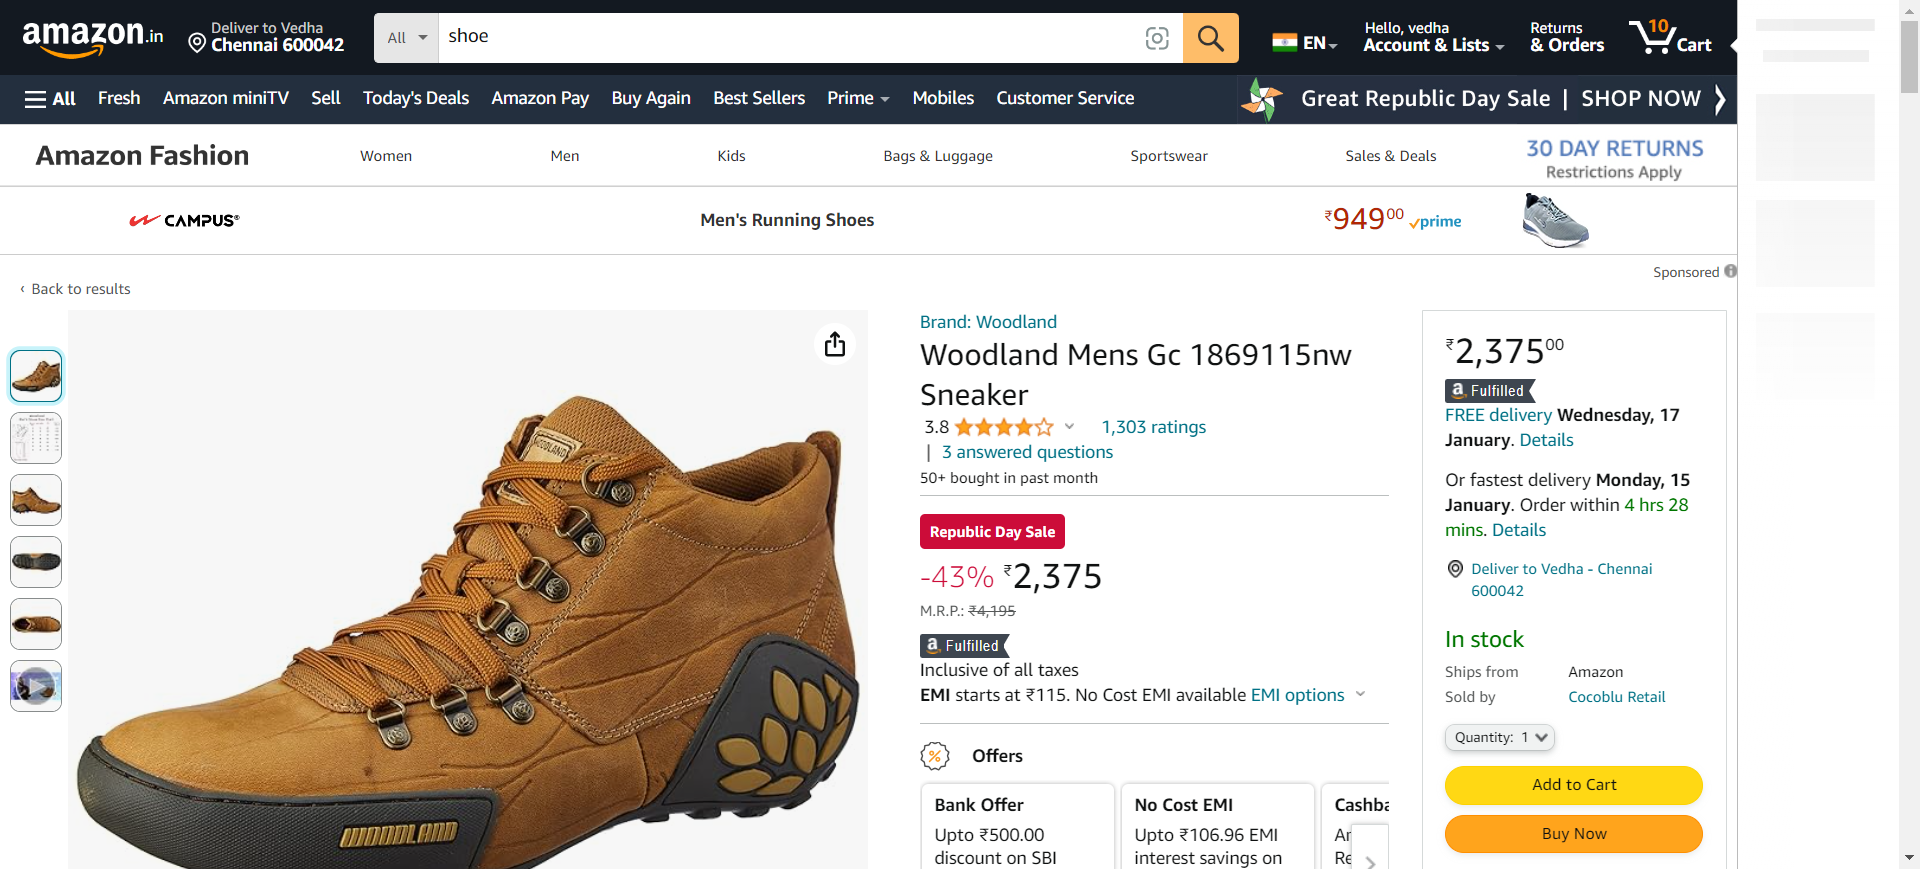 amazon.in
Deliver to Vedha
Chennai 600042
All
shoe
EN
Hello, vedha
Account & Lists
Returns
& Orders
10
Cart
All
Fresh
Amazon miniTV
Sell
Today's Deals
Amazon Pay
Buy Again
Best Sellers
Prime
Mobiles
Customer Service
Great Republic Day Sale | SHOP NOW
Amazon Fashion
Women
Men
Kids
Bags & Luggage
Sportswear
Sales & Deals
30 DAY RETURNS
Restrictions Apply
CAMPUS®
Men's Running Shoes
₹94900
prime
Sponsored
‹ Back to results
WOODLAND
WOODLAND
Brand: Woodland
Woodland Mens Gc 1869115nw
Sneaker
3.8
1,303 ratings
| 3 answered questions
50+ bought in past month
Republic Day Sale
-43% ₹2,375
M.R.P.: ₹4,195
a Fulfilled
Inclusive of all taxes
EMI starts at ₹115. No Cost EMI available EMI options
% Offers
Bank Offer
Upto ₹500.00
discount on SBI
No Cost EMI
Upto ₹106.96 EMI
interest savings on
Cashba
Ar
Re
₹2,37500
a Fulfilled
FREE delivery Wednesday, 17
January. Details
Or fastest delivery Monday, 15
January. Order within 4 hrs 28
mins. Details
Deliver to Vedha - Chennai
600042
In stock
Ships from Amazon
Sold by Cocoblu Retail
Quantity: 1
Add to Cart
Buy Now